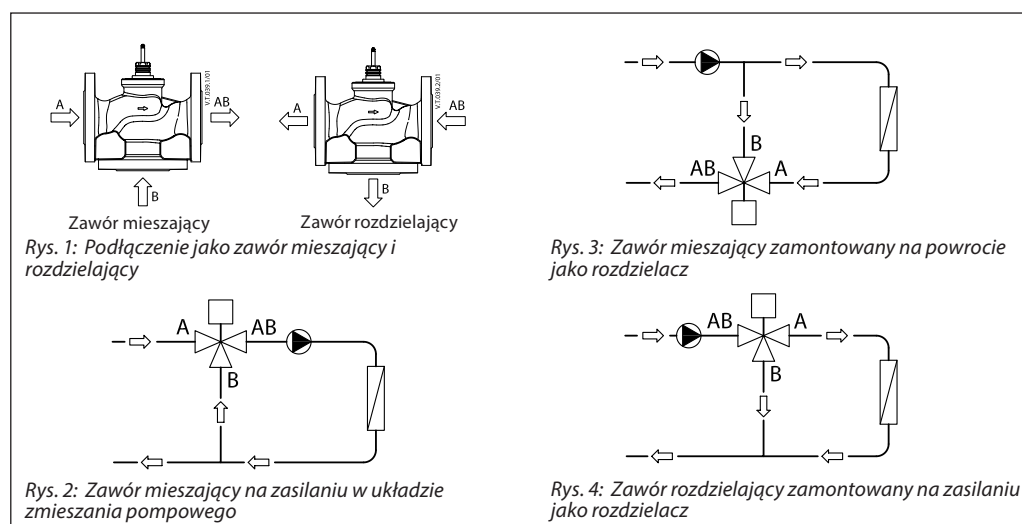 A
AB
B
V.T.039.1/01
Zawór mieszający
A
AB
B
V.T.039.2/01
Zawór rozdzielający
Rys. 1: Podłączenie jako zawór mieszający i
rozdzielający
A
AB
B
Rys. 2: Zawór mieszający na zasilaniu w układzie
zmieszania pompowego
B
AB
A
Rys. 3: Zawór mieszający zamontowany na powrocie
jako rozdzielacz
AB
A
B
Rys. 4: Zawór rozdzielający zamontowany na zasilaniu
jako rozdzielacz